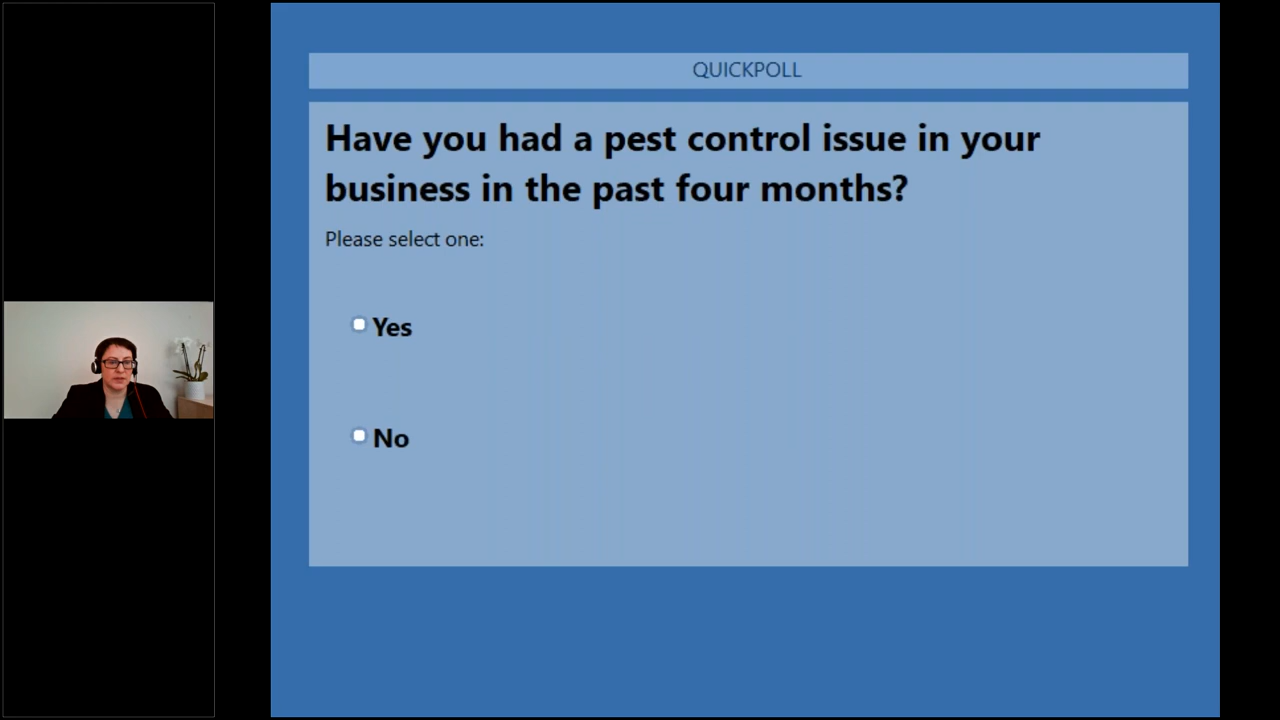 QUICKPOLL
Have you had a pest control issue in your
business in the past four months?
Please select one:
Yes
No